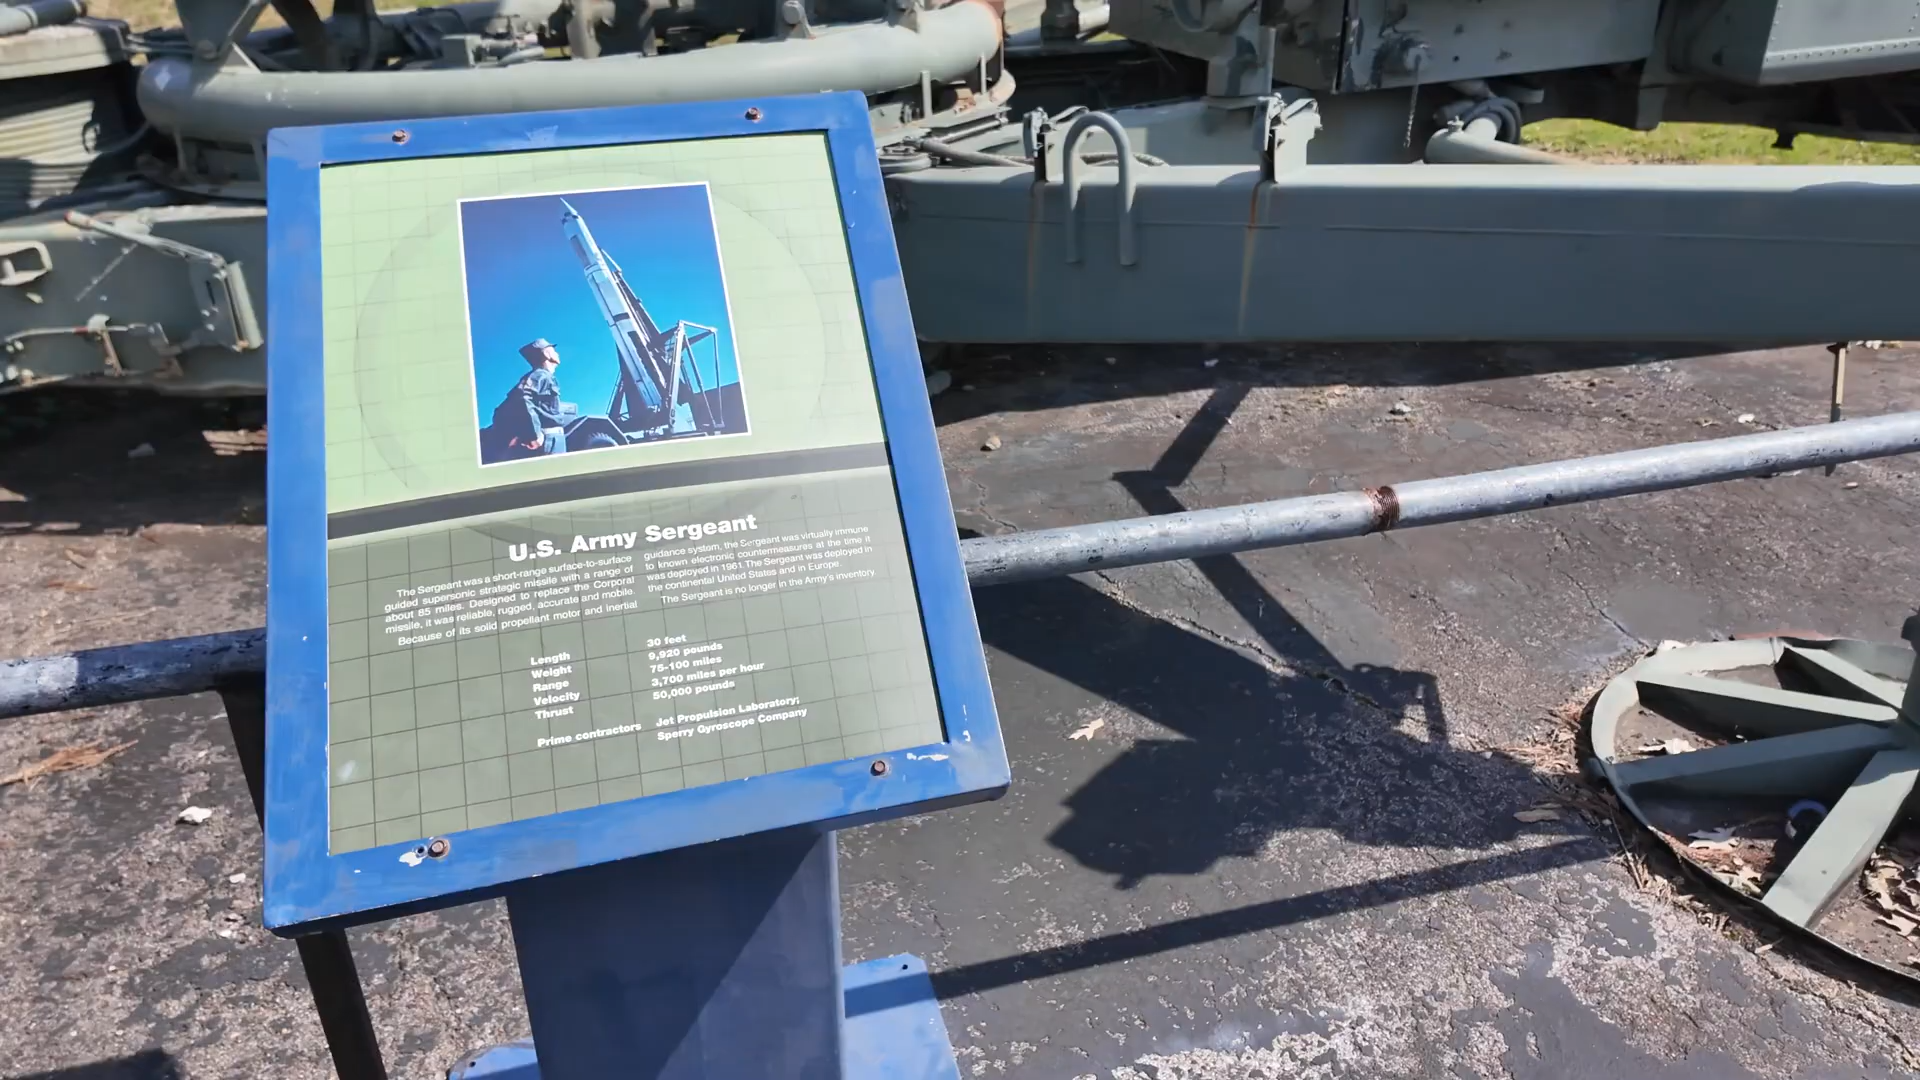 U.S. Army Sergeant
The Sergeant was a short-range surface-to-surface
guided supersonic strategic missile with a range of
about 85 miles. Designed to replace the Corporal
missile, it was reliable, rugged, accurate and mobile.
Because of its solid propellant motor and inertial
guidance system, the Sergeant was virtually immune
to known electronic countermeasures at the time it
was deployed in 1961. The Sergeant was deployed in
the continental United States and in Europe.
The Sergeant is no longer in the Army's inventory.
Length 30 feet
Weight 9,920 pounds
Range 75-100 miles
Velocity 3,700 miles per hour
Thrust 50,000 pounds
Prime contractors Jet Propulsion Laboratory;
Sperry Gyroscope Company